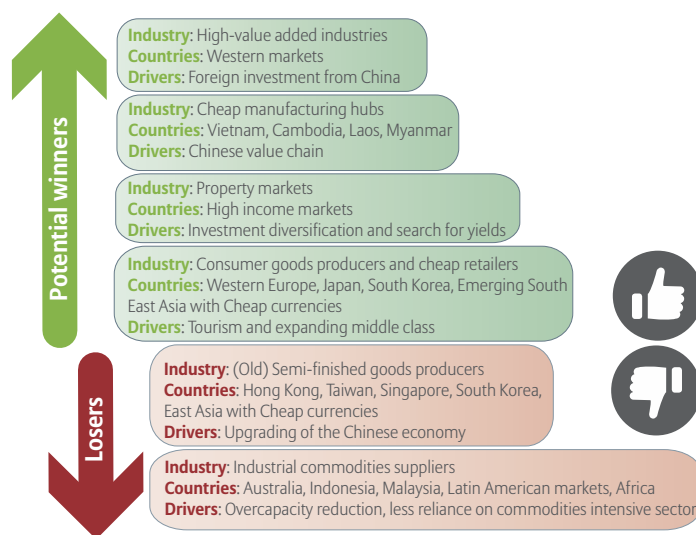 Potential winners
Industry: High-value added industries
Countries: Western markets
Drivers: Foreign investment from China
Industry: Cheap manufacturing hubs
Countries: Vietnam, Cambodia, Laos, Myanmar
Drivers: Chinese value chain
Industry: Property markets
Countries: High income markets
Drivers: Investment diversification and search for yields
Industry: Consumer goods producers and cheap retailers
Countries: Western Europe, Japan, South Korea, Emerging South
East Asia with Cheap currencies
Drivers: Tourism and expanding middle class
Losers
Industry: (Old) Semi-finished goods producers
Countries: Hong Kong, Taiwan, Singapore, South Korea,
East Asia with Cheap currencies
Drivers: Upgrading of the Chinese economy
Industry: Industrial commodities suppliers
Countries: Australia, Indonesia, Malaysia, Latin American markets, Africa
Drivers: Overcapacity reduction, less reliance on commodities intensive sector